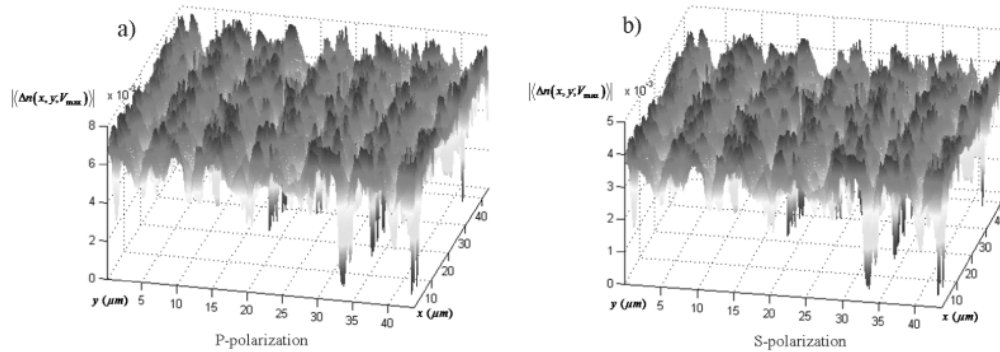 a)
|⟨Δn(x, y; Vmax)⟩| × 10⁻³
8
6
4
2
0
y (μm) 5 10 15 20 25 30 35 40
x (μm) 10 20 30 40
P-polarization
b)
|⟨Δn(x, y; Vmax)⟩| × 10⁻³
5
4
3
2
1
0
y (μm) 5 10 15 20 25 30 35 40
x (μm) 10 20 30 40
S-polarization